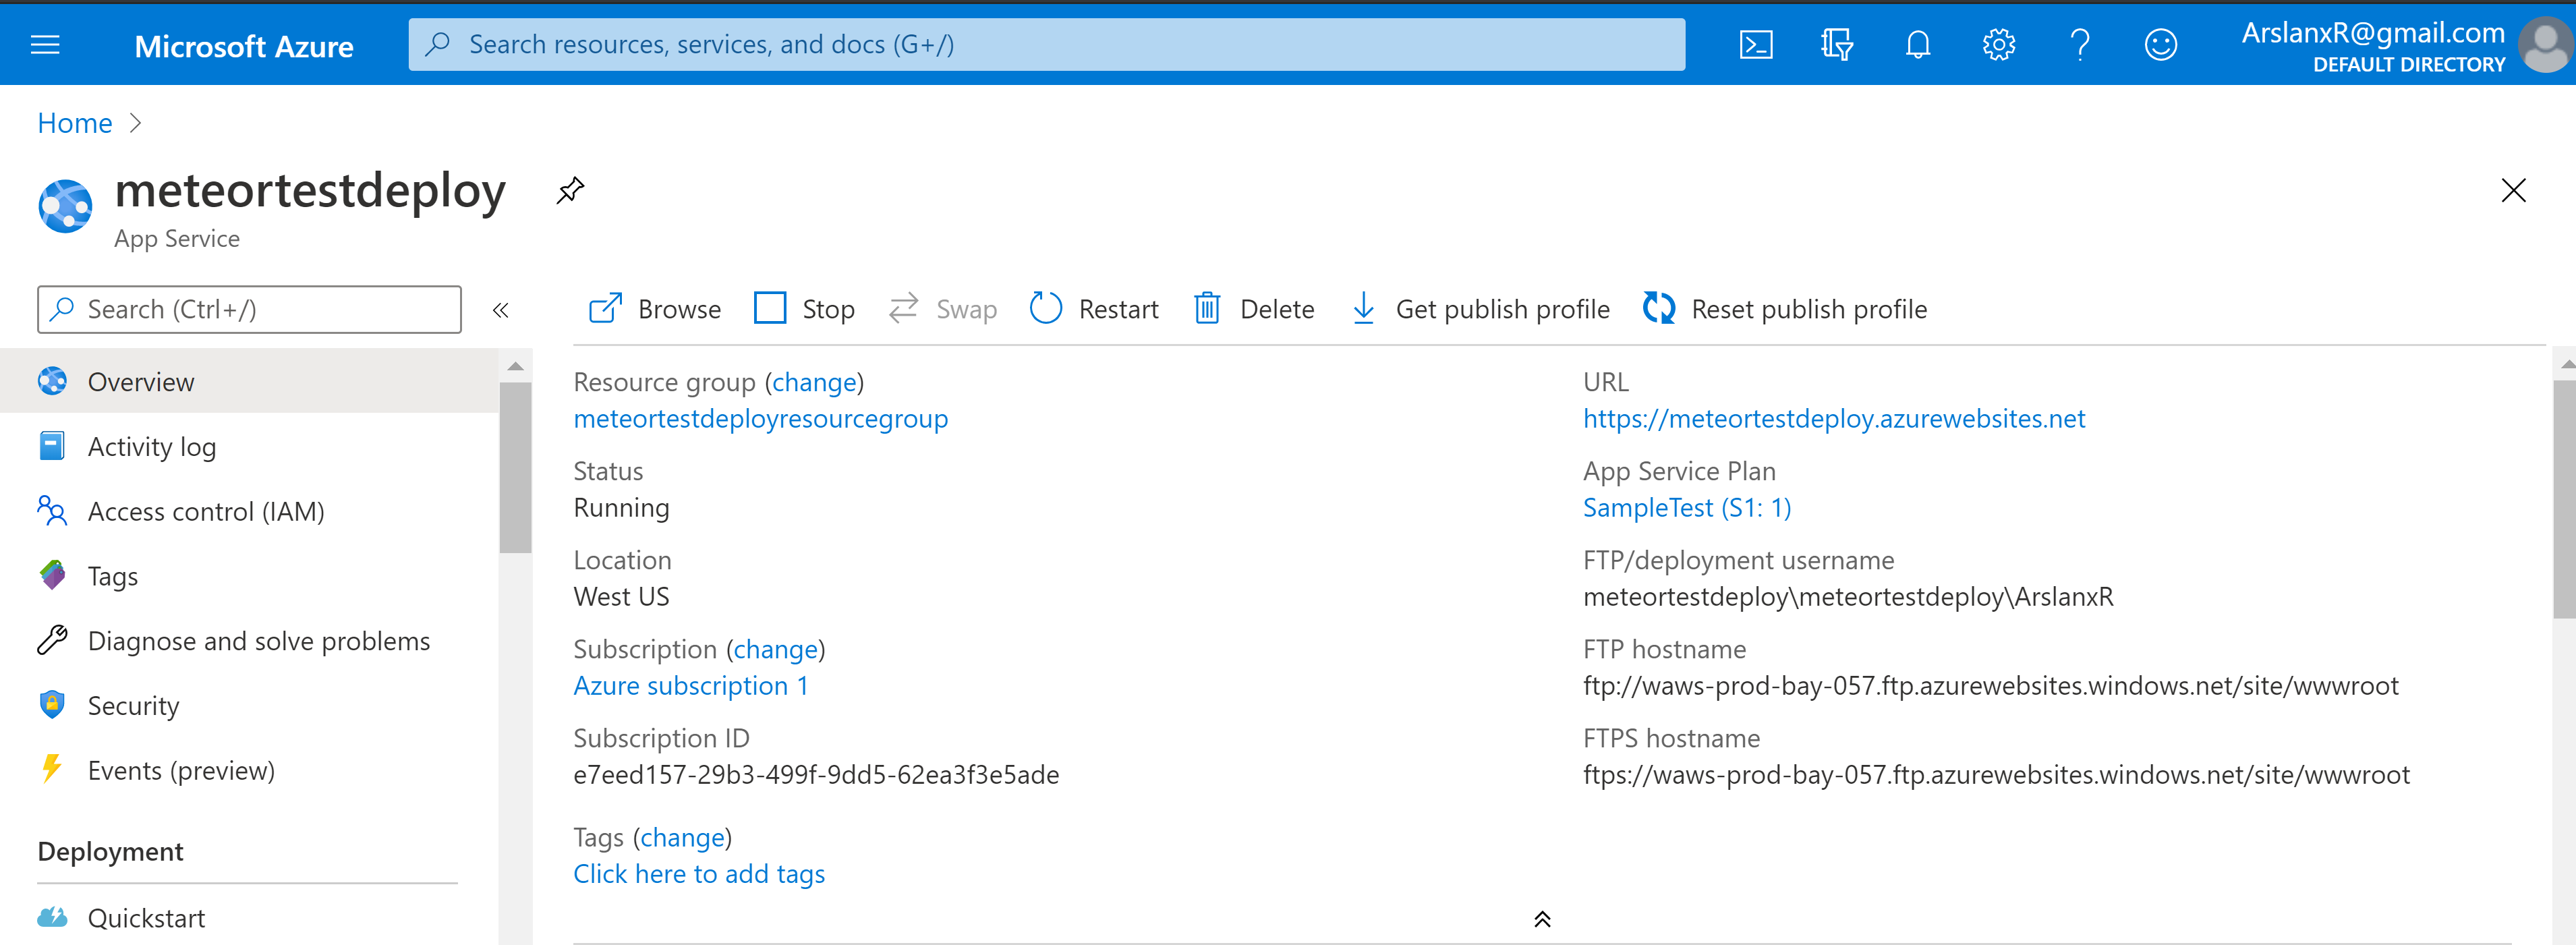 Microsoft Azure
Search resources, services, and docs (G+/)
ArslanxR@gmail.com
DEFAULT DIRECTORY
Home
meteortestdeploy
App Service
Search (Ctrl+/)
Overview
Activity log
Access control (IAM)
Tags
Diagnose and solve problems
Security
Events (preview)
Deployment
Quickstart
Browse
Stop
Swap
Restart
Delete
Get publish profile
Reset publish profile
Resource group (change)
meteortestdeployresourcegroup
Status
Running
Location
West US
Subscription (change)
Azure subscription 1
Subscription ID
e7eed157-29b3-499f-9dd5-62ea3f3e5ade
Tags (change)
Click here to add tags
URL
https://meteortestdeploy.azurewebsites.net
App Service Plan
SampleTest (S1: 1)
FTP/deployment username
meteortestdeploy\meteortestdeploy\ArslanxR
FTP hostname
ftp://waws-prod-bay-057.ftp.azurewebsites.windows.net/site/wwwroot
FTPS hostname
ftps://waws-prod-bay-057.ftp.azurewebsites.windows.net/site/wwwroot